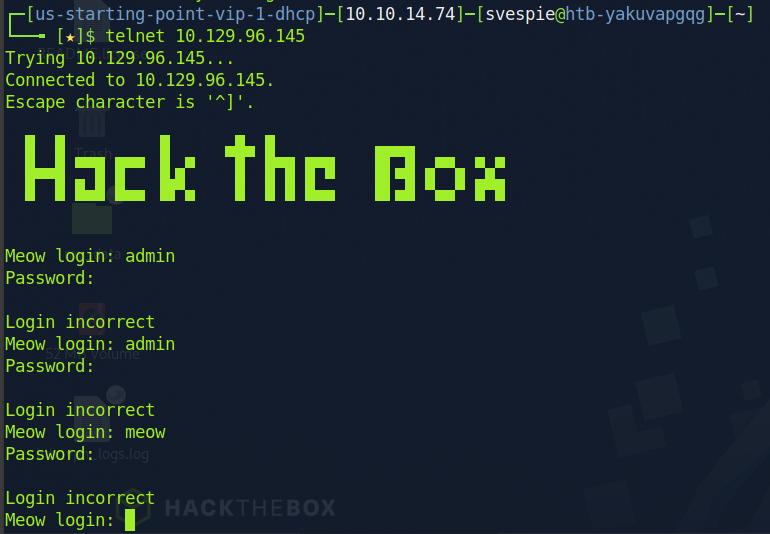 [us-starting-point-vip-1-dhcp]─[10.10.14.74]─[svespie@htb-yakuvapgqg]─[~]
[★]$ telnet 10.129.96.145
Trying 10.129.96.145...
Connected to 10.129.96.145.
Escape character is '^]'.
Hack the Box
Trash
Meow login: admin
Password:
Login incorrect
Meow login: admin
52 MB Volume
Password:
Login incorrect
Meow login: meow
Password:
logs.log
Login incorrect
HACKTHEBOX
Meow login: